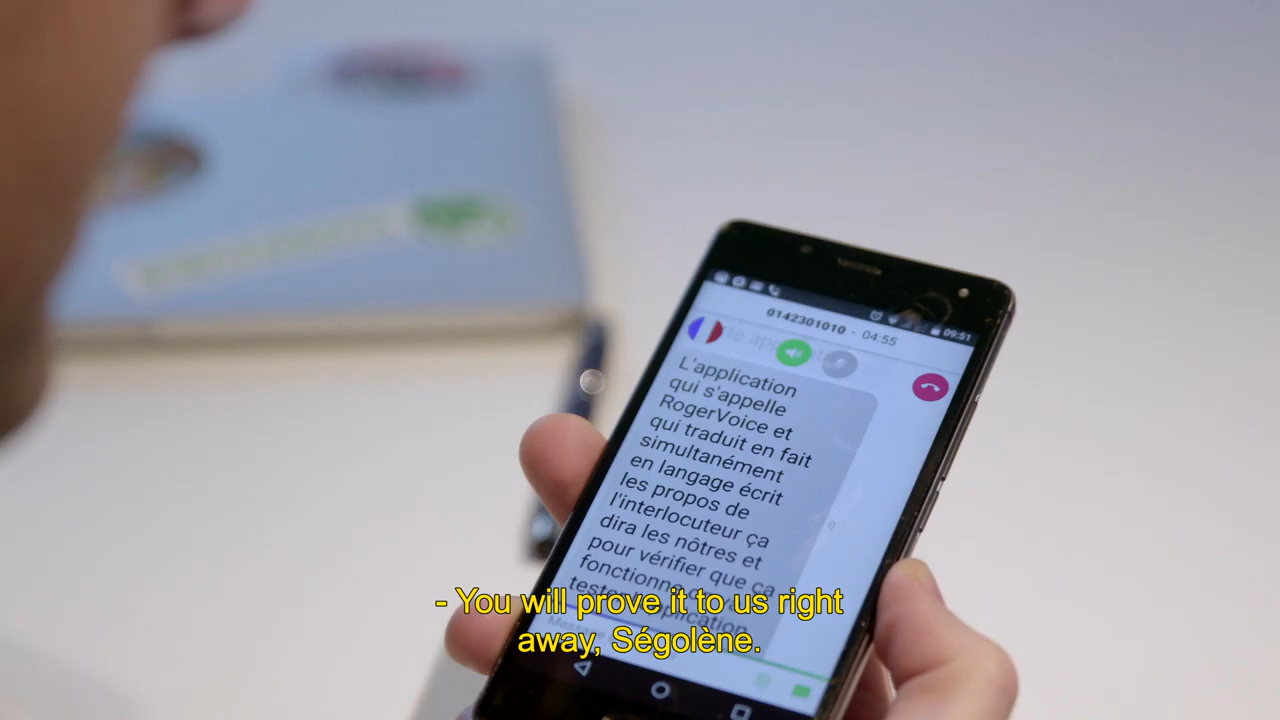 0142301010 - 04:55
09:51
L'application
qui s'appelle
RogerVoice et
qui traduit en fait
simultanément
en langage écrit
les propos de
l'interlocuteur ça
dira les nôtres et
pour vérifier que ça
fonctionne
application
- You will prove it to us right
away, Ségolène.